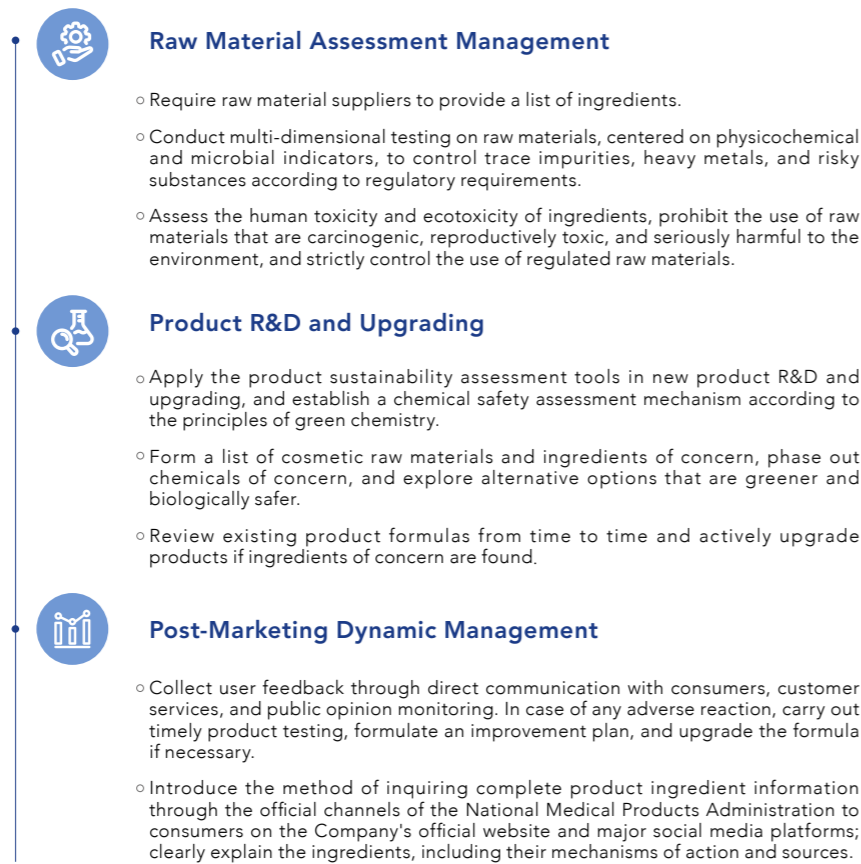 Raw Material Assessment Management
○ Require raw material suppliers to provide a list of ingredients.
○ Conduct multi-dimensional testing on raw materials, centered on physicochemical
and microbial indicators, to control trace impurities, heavy metals, and risky
substances according to regulatory requirements.
○ Assess the human toxicity and ecotoxicity of ingredients, prohibit the use of raw
materials that are carcinogenic, reproductively toxic, and seriously harmful to the
environment, and strictly control the use of regulated raw materials.
Product R&D and Upgrading
○ Apply the product sustainability assessment tools in new product R&D and
upgrading, and establish a chemical safety assessment mechanism according to
the principles of green chemistry.
○ Form a list of cosmetic raw materials and ingredients of concern, phase out
chemicals of concern, and explore alternative options that are greener and
biologically safer.
○ Review existing product formulas from time to time and actively upgrade
products if ingredients of concern are found.
Post-Marketing Dynamic Management
○ Collect user feedback through direct communication with consumers, customer
services, and public opinion monitoring. In case of any adverse reaction, carry out
timely product testing, formulate an improvement plan, and upgrade the formula
if necessary.
○ Introduce the method of inquiring complete product ingredient information
through the official channels of the National Medical Products Administration to
consumers on the Company's official website and major social media platforms;
clearly explain the ingredients, including their mechanisms of action and sources.